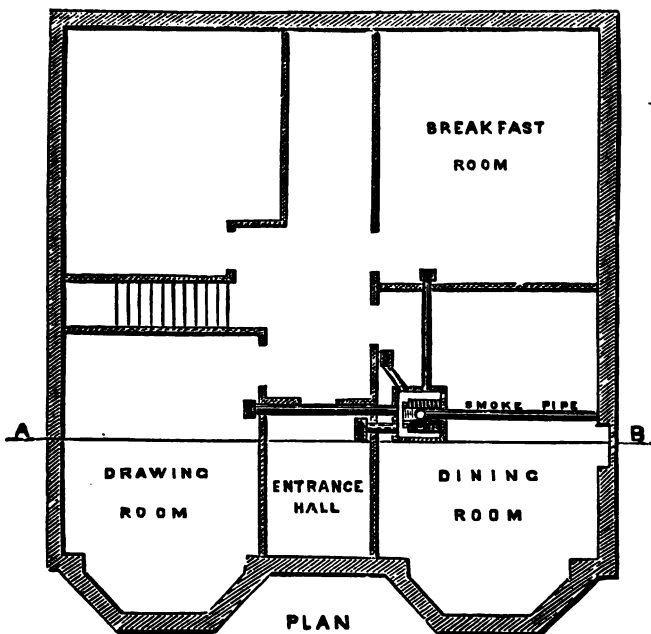 BREAKFAST
ROOM
SMOKE PIPE
A
B
DRAWING
ROOM
ENTRANCE
HALL
DINING
ROOM
PLAN